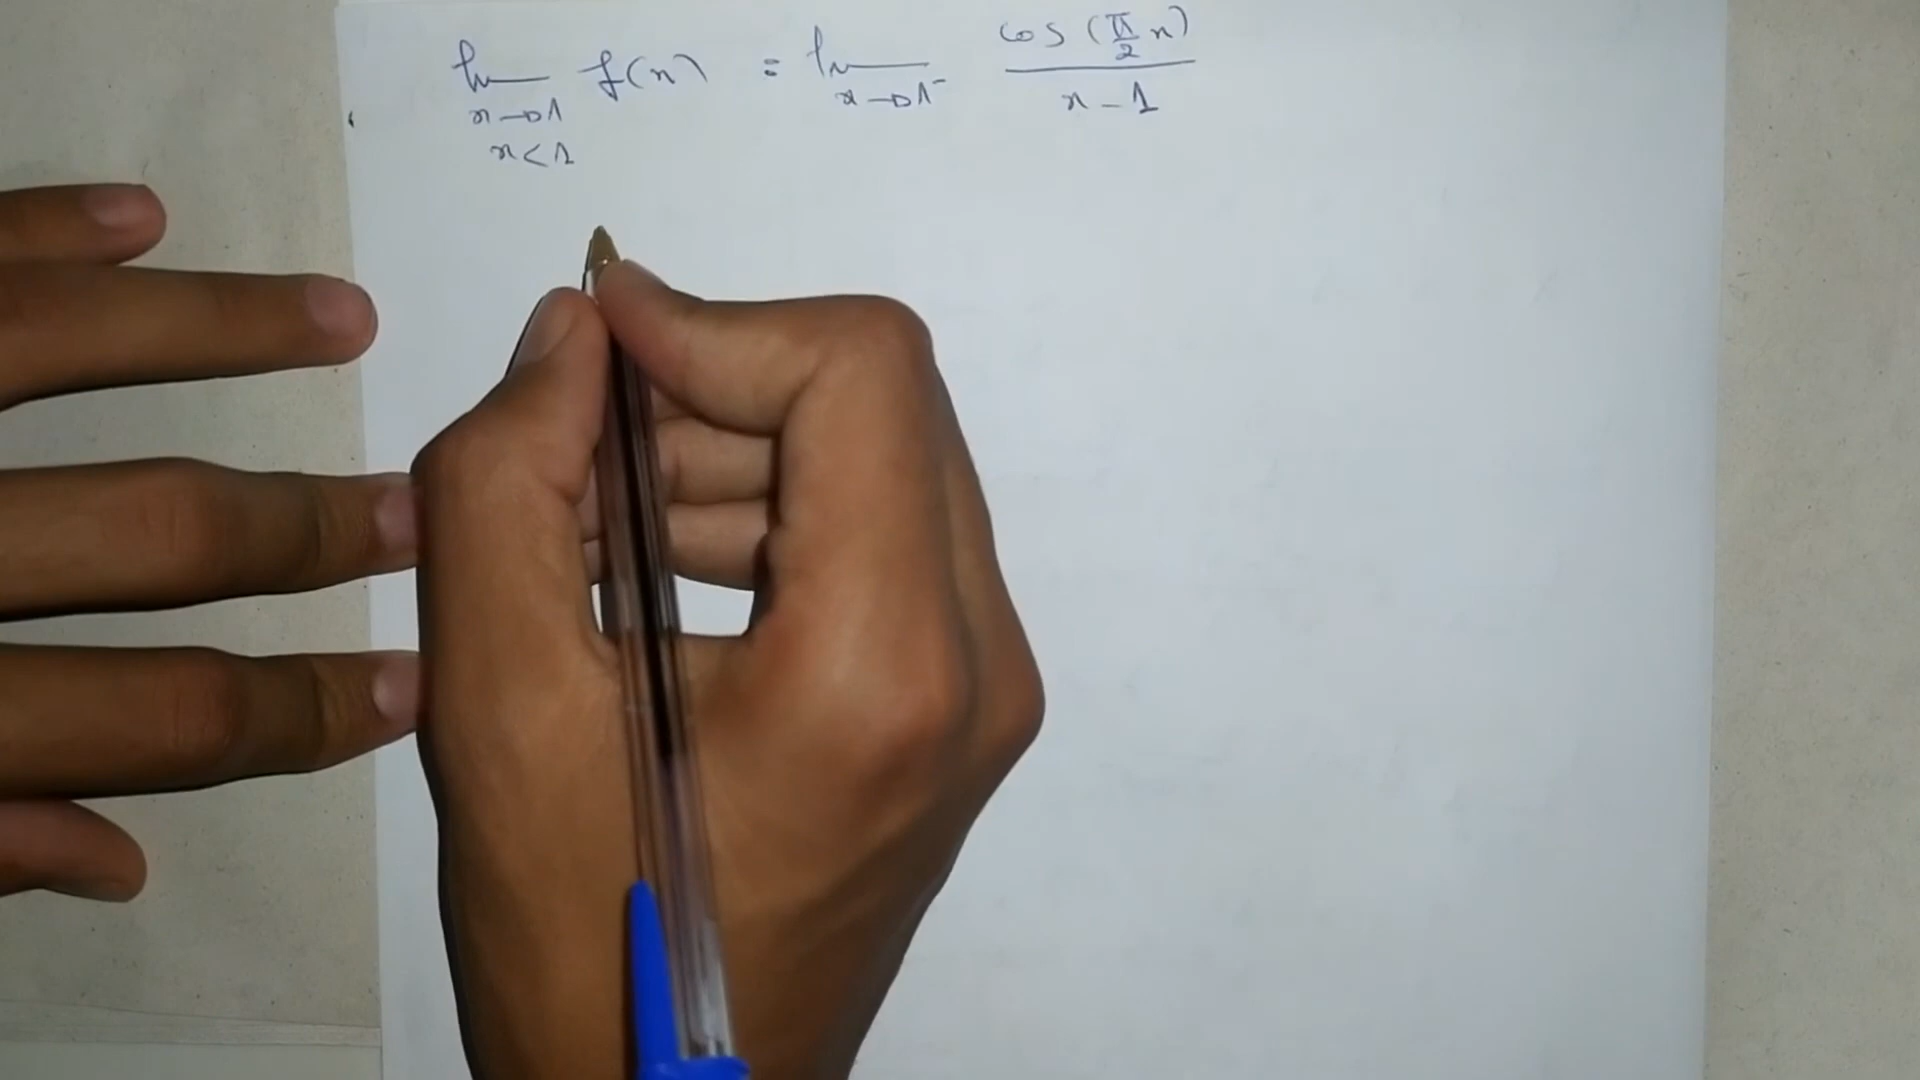 lim f(x) = lim cos(π/2 x) / x - 1
x→1 x→1⁻
x<1